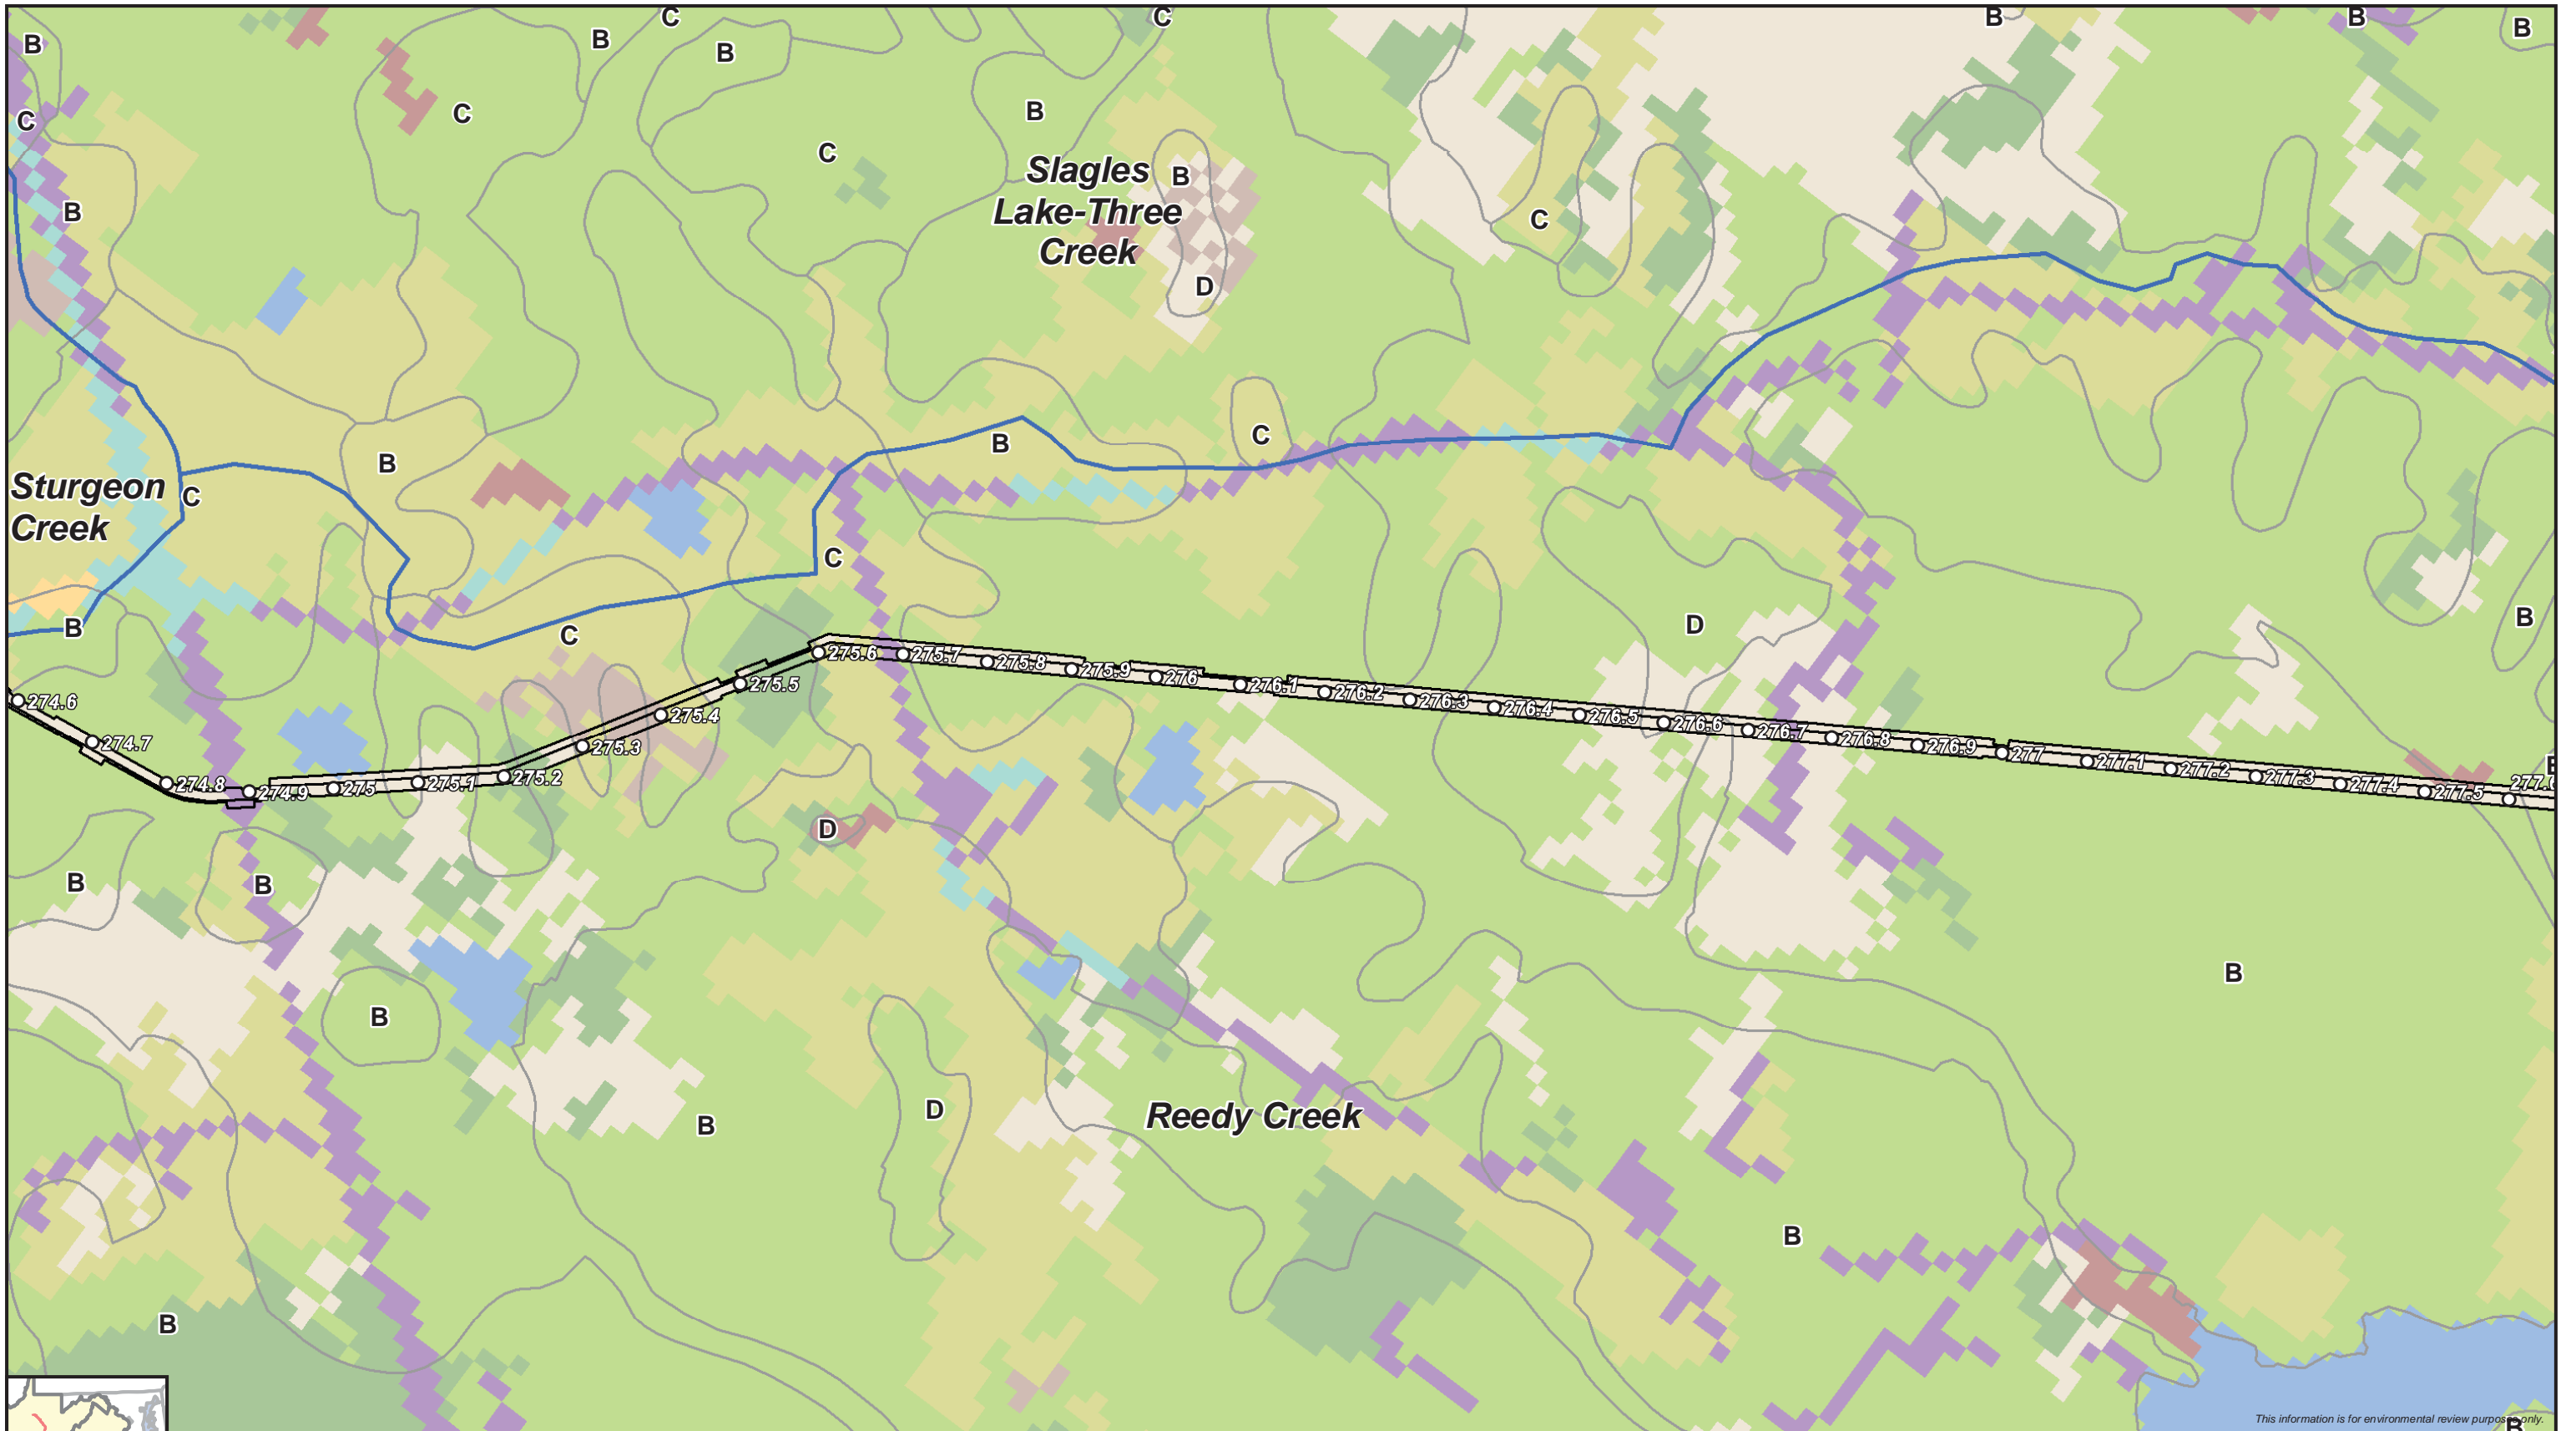 C
C
B
B
B
B
B
B
B
B
C
C
C
Slagles
Lake-Three
Creek
B
B
C
D
C
B
B
Sturgeon
Creek
C
C
B
C
D
B
B
275.6
275.7
275.8
275.9
276
276.1
276.2
276.3
276.4
276.5
276.6
276.7
276.8
276.9
277
277.1
277.2
277.3
277.4
277.5
274.6
274.7
274.8
274.9
275
275.1
275.2
275.3
275.4
275.5
D
B
B
B
B
D
Reedy Creek
B
B
B
This information is for environmental review purposes only.
B